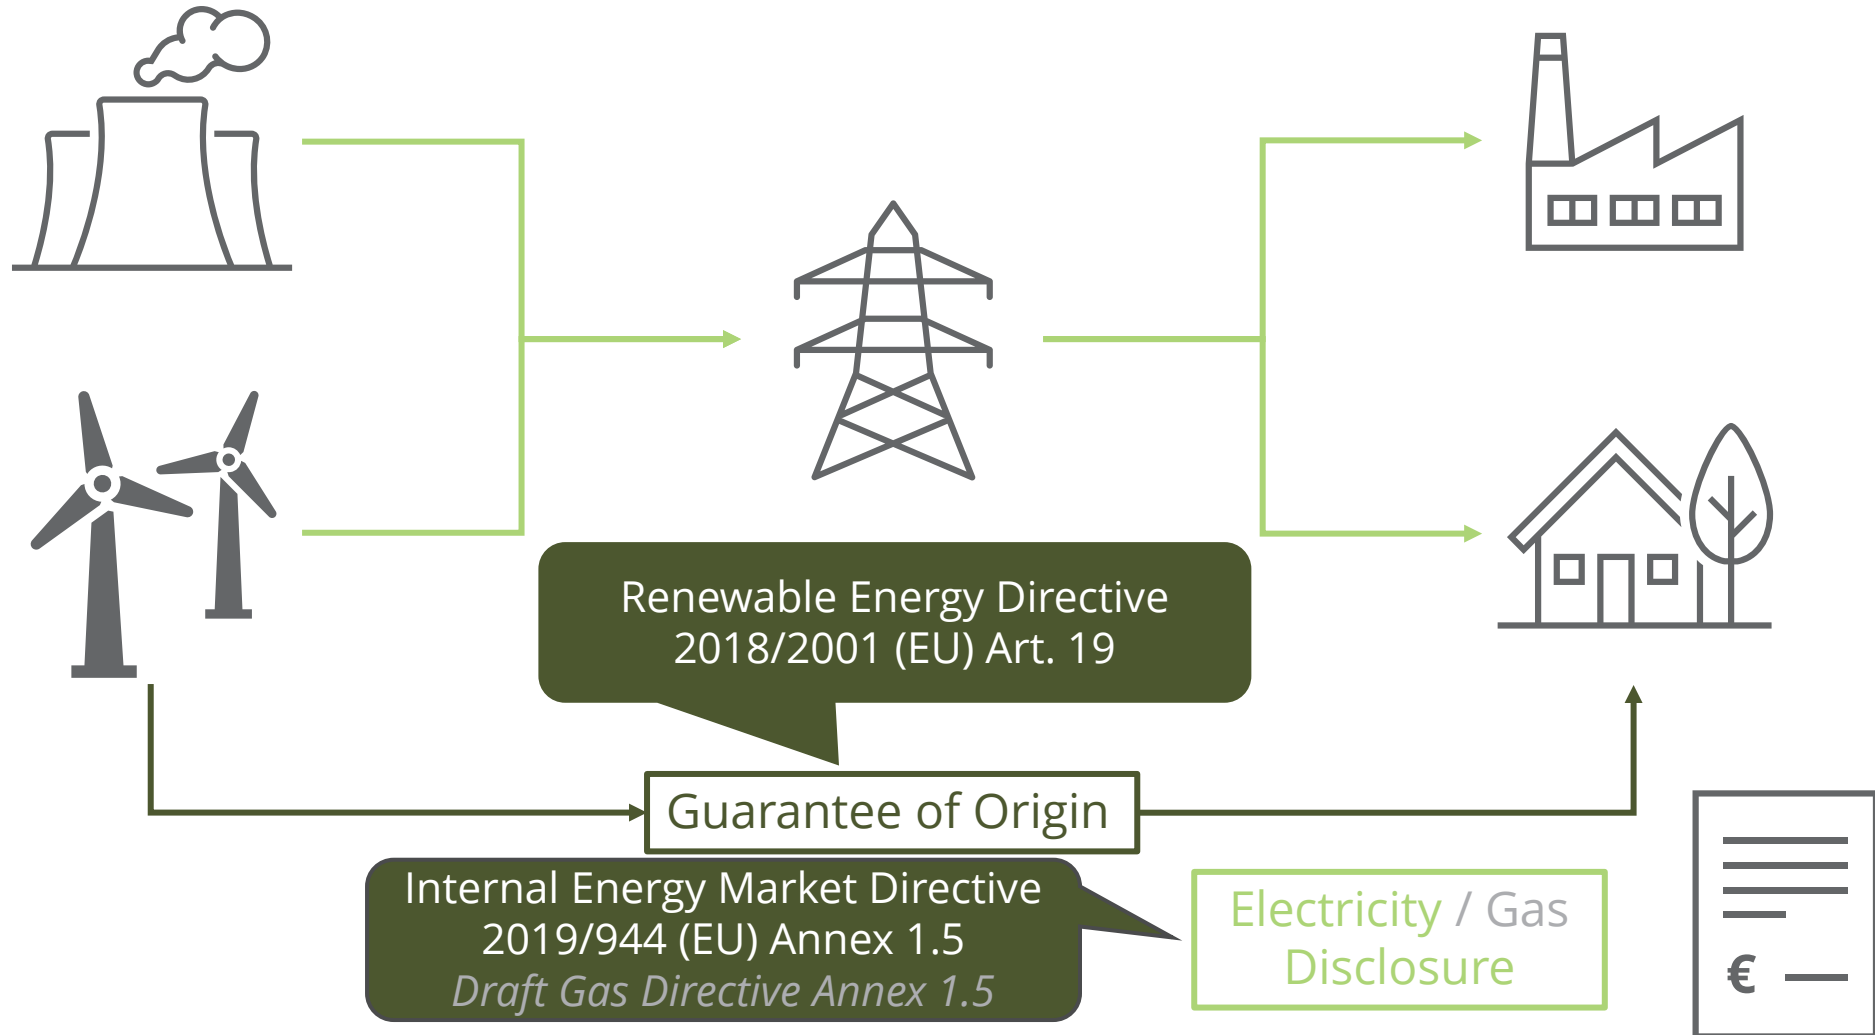 Renewable Energy Directive
2018/2001 (EU) Art. 19
Guarantee of Origin
Internal Energy Market Directive
2019/944 (EU) Annex 1.5
Draft Gas Directive Annex 1.5
Electricity / Gas
Disclosure
€